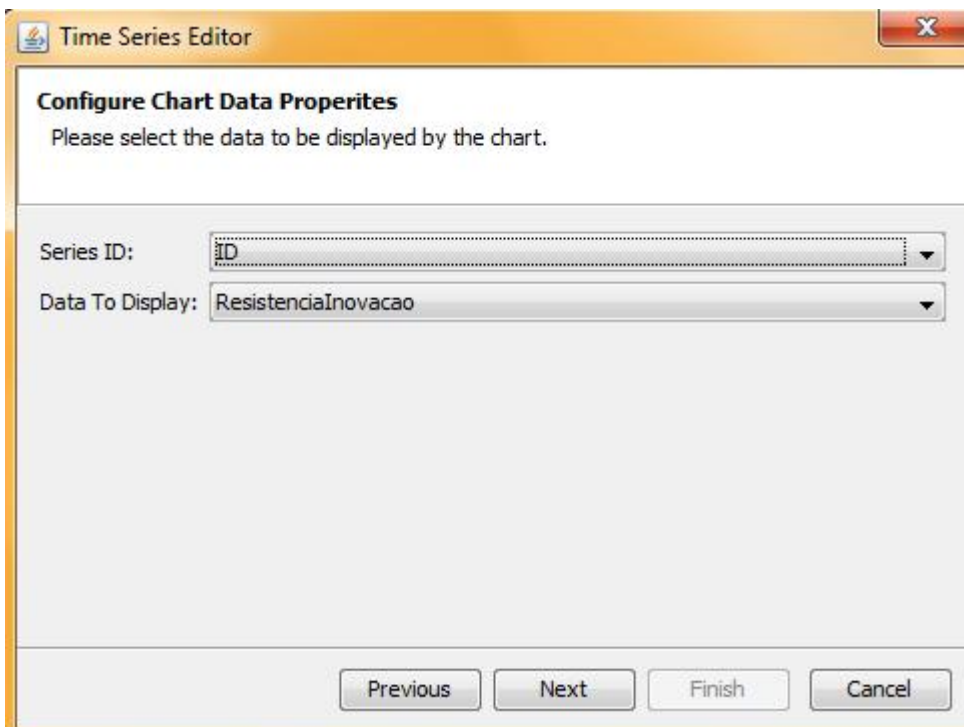 Time Series Editor
Configure Chart Data Properites
Please select the data to be displayed by the chart.
Series ID: ID
Data To Display: ResistenciaInovacao
Previous Next Finish Cancel